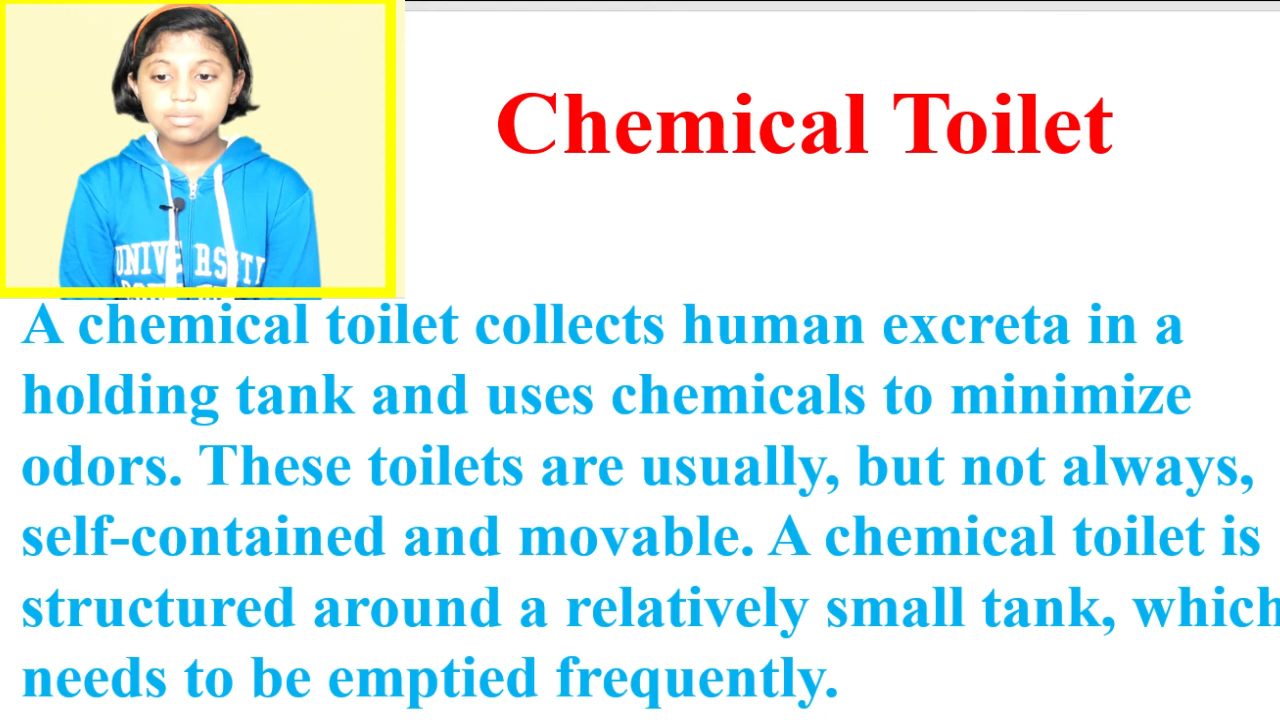 Chemical Toilet
UNIVERSITY
A chemical toilet collects human excreta in a
holding tank and uses chemicals to minimize
odors. These toilets are usually, but not always,
self-contained and movable. A chemical toilet is
structured around a relatively small tank, which
needs to be emptied frequently.